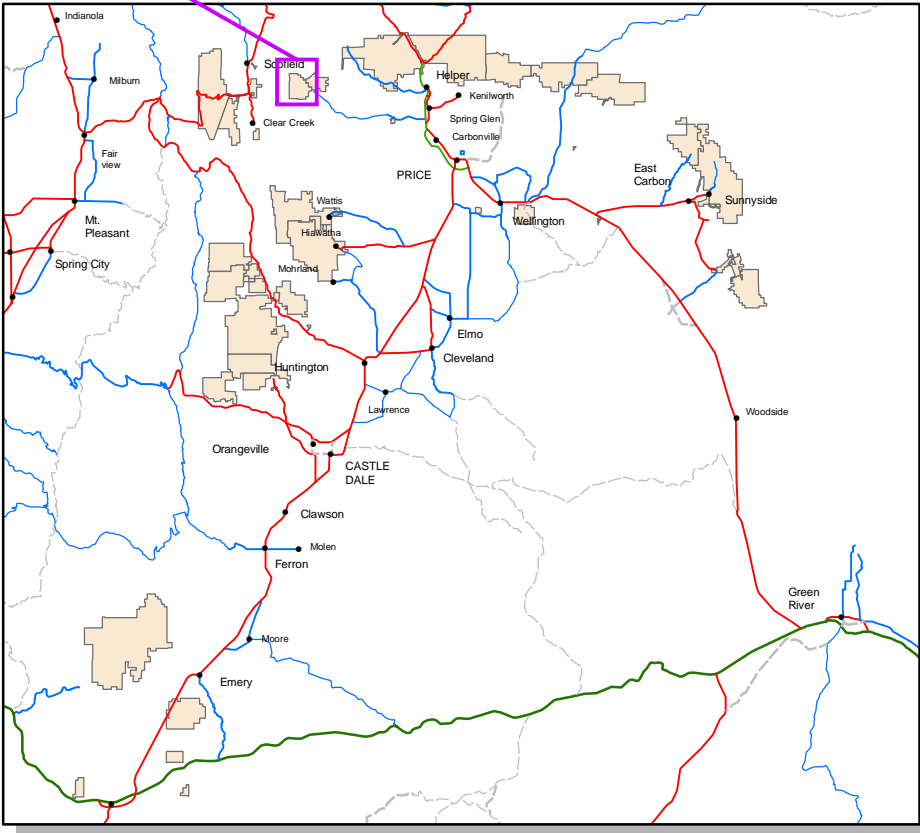 Indianola
Scofield
Helper
Milburn
Kenilworth
Clear Creek
Spring Glen
Carbonville
Fair
view
PRICE
East
Carbon
Sunnyside
Wattis
Wellington
Mt.
Pleasant
Hiawatha
Spring City
Mohrland
Elmo
Cleveland
Huntington
Lawrence
Woodside
Orangeville
CASTLE
DALE
Clawson
Molen
Ferron
Green
River
Moore
Emery